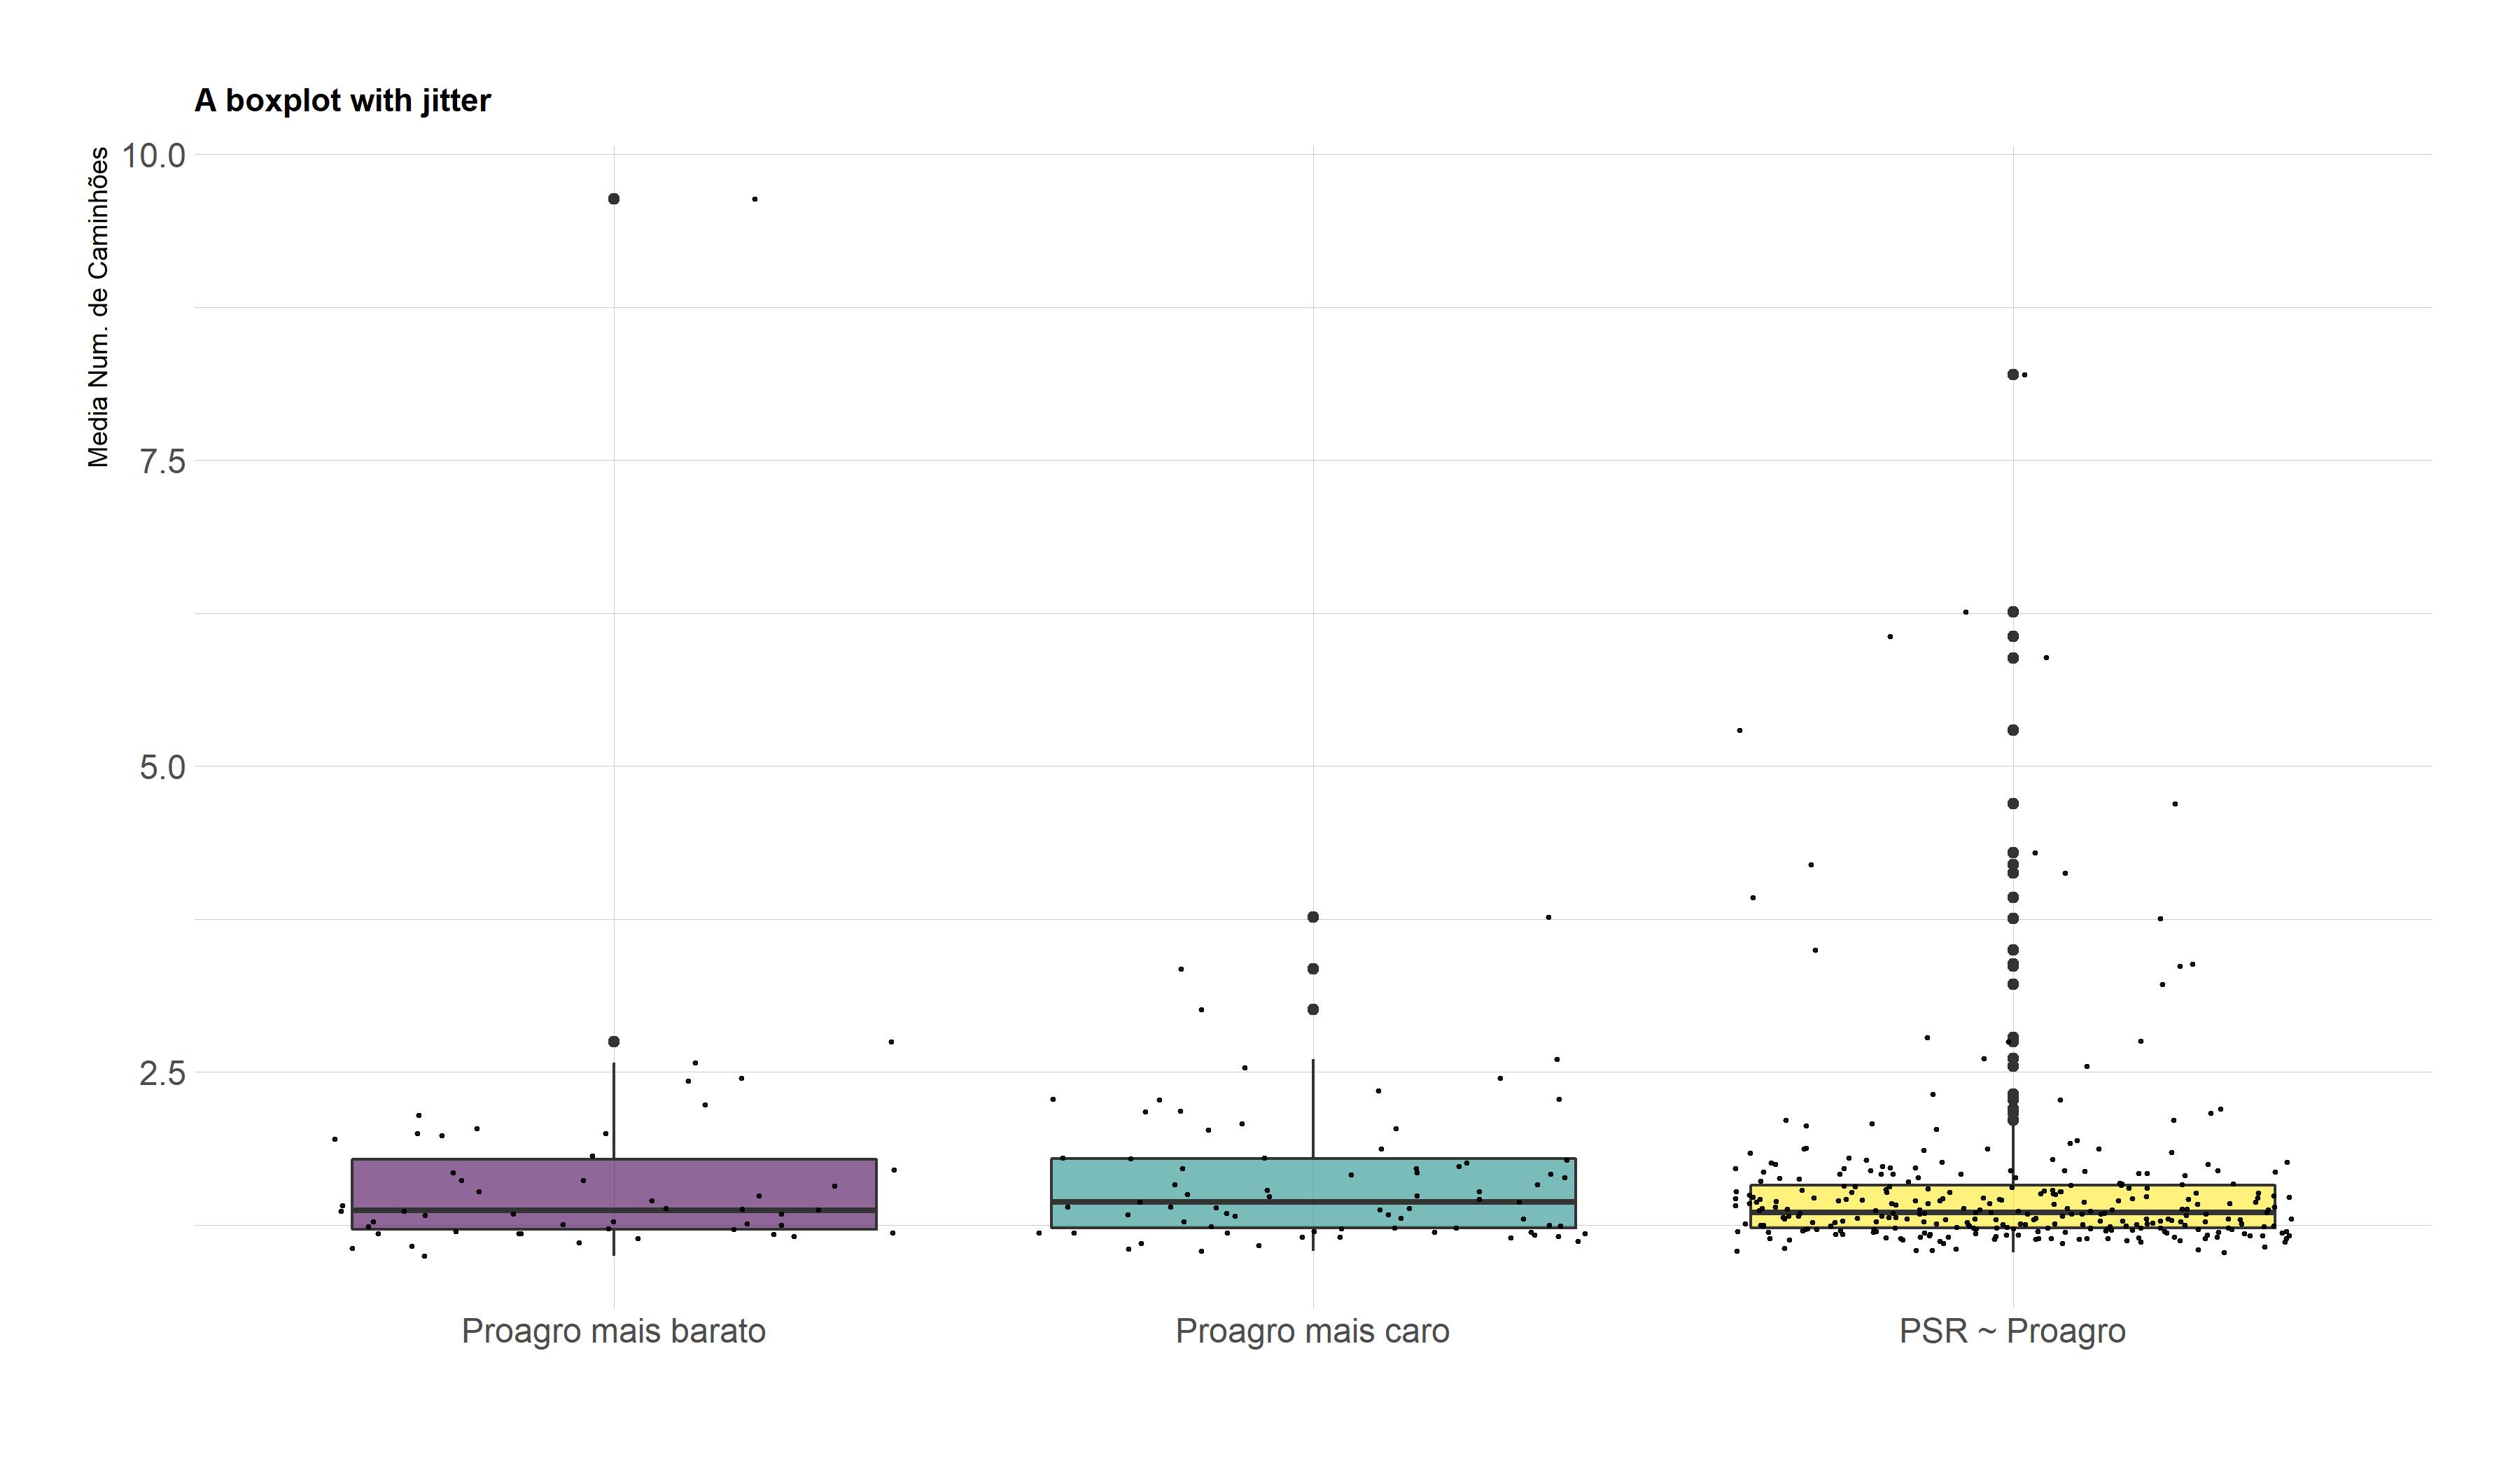 A boxplot with jitter
Media Num. de Caminhões
10.0
7.5
5.0
2.5
Proagro mais barato
Proagro mais caro
PSR ~ Proagro